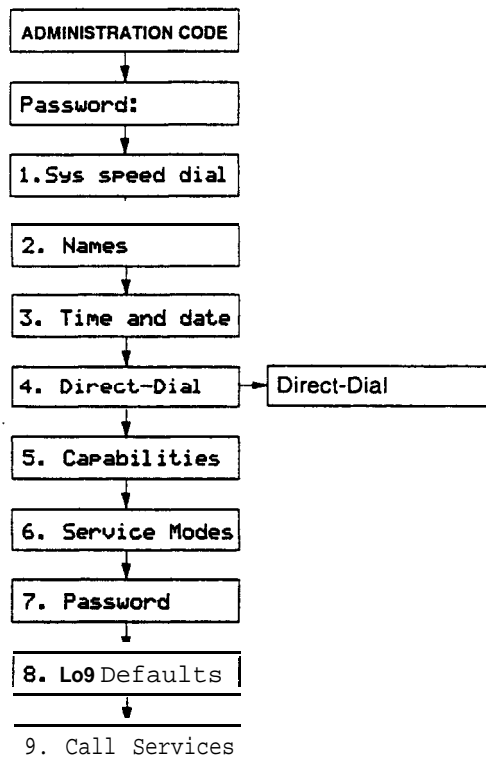 ADMINISTRATION CODE
Password:
1.Sys speed dial
2. Names
3. Time and date
4. Direct-Dial
Direct-Dial
5. Capabilities
6. Service Modes
7. Password
8. Lo9 Defaults
9. Call Services